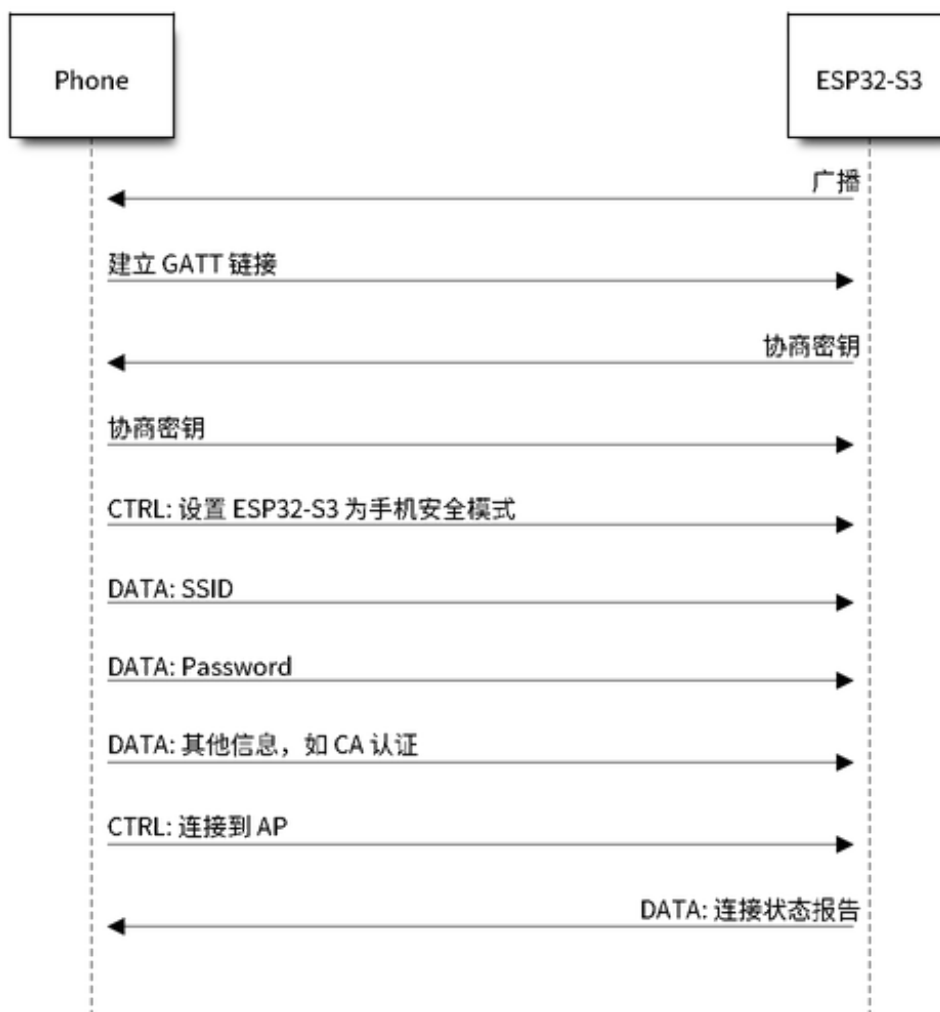 Phone
ESP32-S3
广播
建立 GATT 链接
协商密钥
协商密钥
CTRL: 设置 ESP32-S3 为手机安全模式
DATA: SSID
DATA: Password
DATA: 其他信息，如 CA 认证
CTRL: 连接到 AP
DATA: 连接状态报告